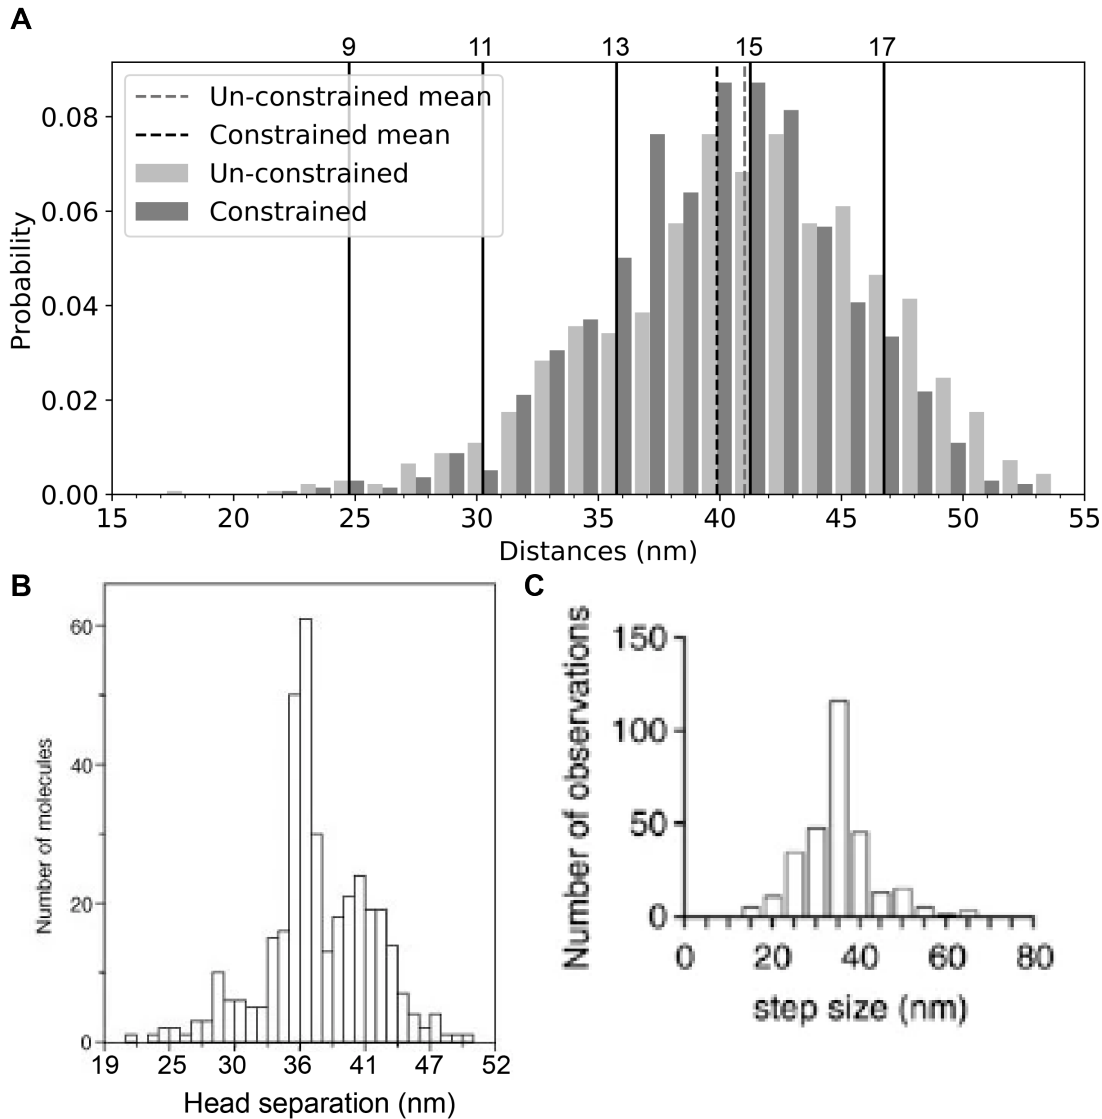 A
9 11 13 15 17
Un-constrained mean
Constrained mean
Un-constrained
Constrained
Probability
0.08
0.06
0.04
0.02
0.00
15 20 25 30 35 40 45 50 55
Distances (nm)
B
Number of molecules
60
40
20
0
19 25 30 36 41 47 52
Head separation (nm)
C
Number of observations
150
100
50
0
0 20 40 60 80
step size (nm)